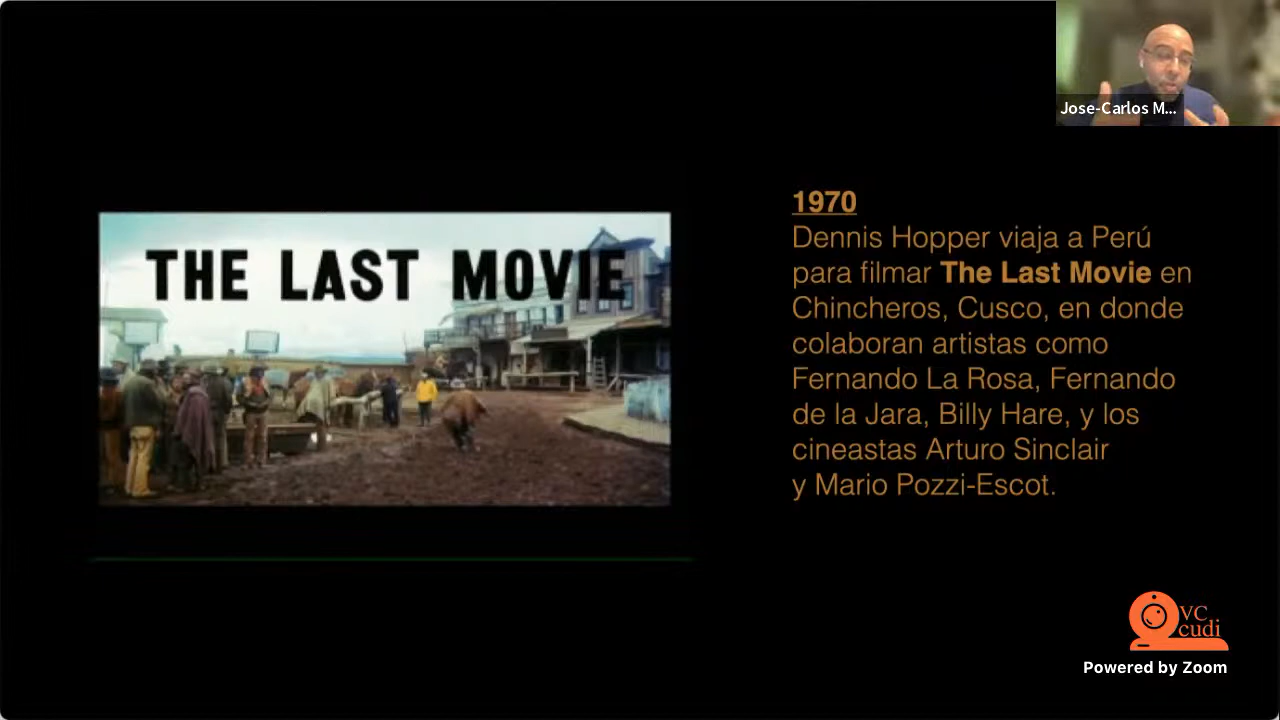 Jose-Carlos M...
THE LAST MOVIE
1970
Dennis Hopper viaja a Perú
para filmar The Last Movie en
Chincheros, Cusco, en donde
colaboran artistas como
Fernando La Rosa, Fernando
de la Jara, Billy Hare, y los
cineastas Arturo Sinclair
y Mario Pozzi-Escot.
VC
cudi
Powered by Zoom